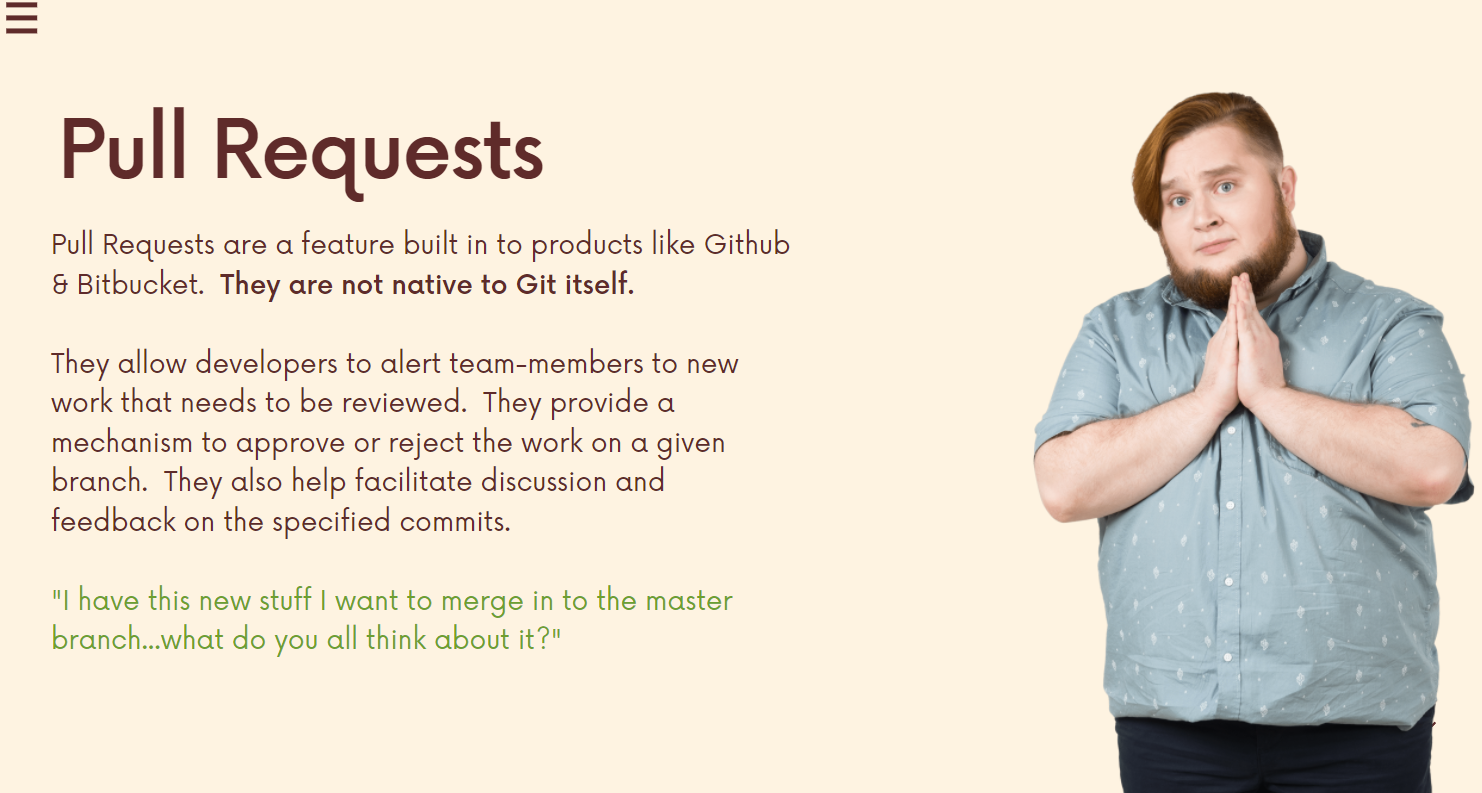 Pull Requests
Pull Requests are a feature built in to products like Github
& Bitbucket.  They are not native to Git itself.
They allow developers to alert team-members to new
work that needs to be reviewed.  They provide a
mechanism to approve or reject the work on a given
branch.  They also help facilitate discussion and
feedback on the specified commits.
"I have this new stuff I want to merge in to the master
branch...what do you all think about it?"